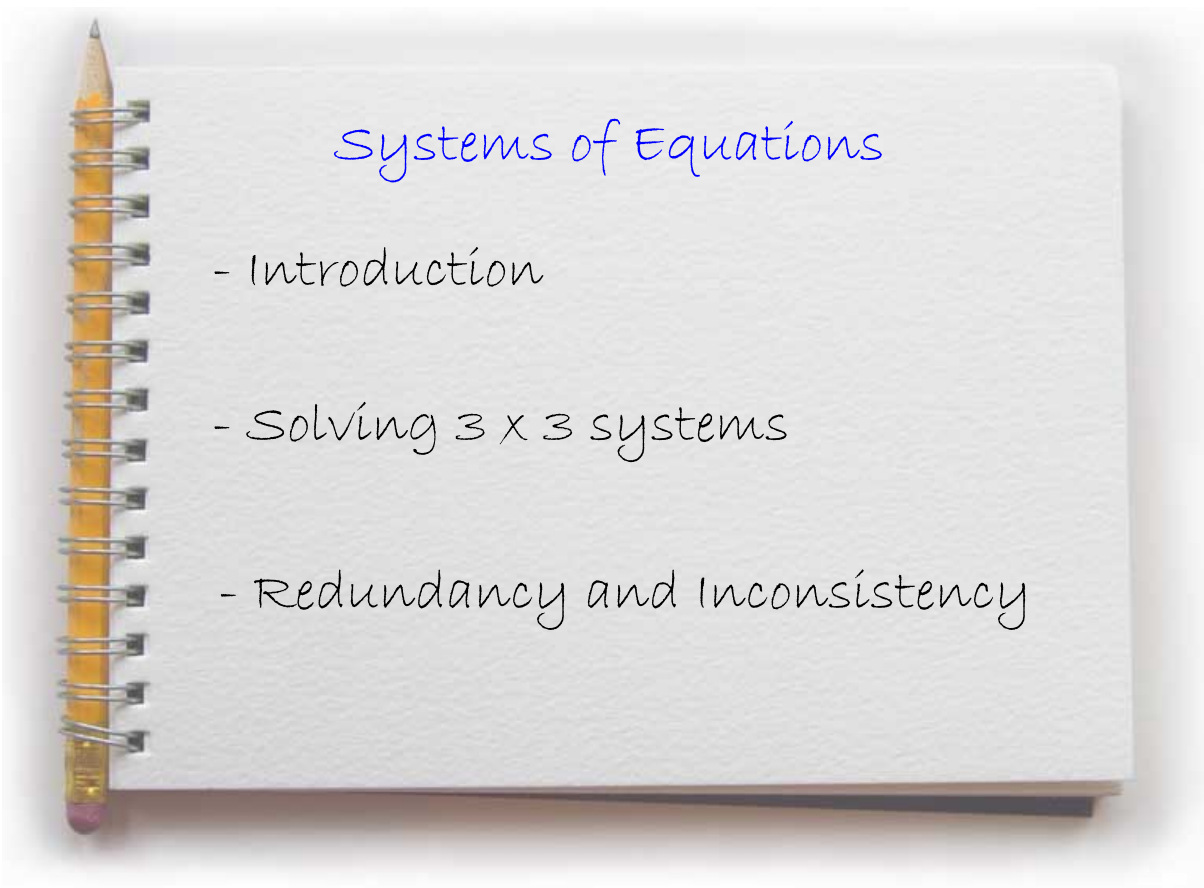 Systems of Equations
- Introduction
- Solving 3 x 3 systems
- Redundancy and Inconsistency